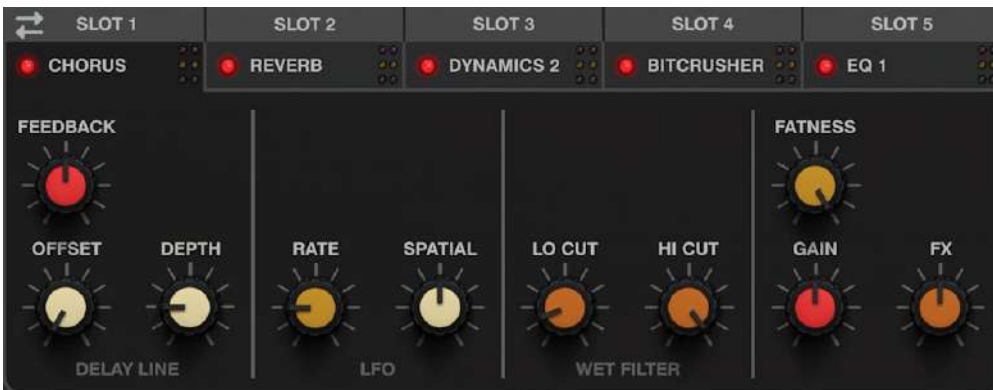 SLOT 1 SLOT 2 SLOT 3 SLOT 4 SLOT 5
CHORUS REVERB DYNAMICS 2 BITCRUSHER EQ 1
FEEDBACK FATNESS
OFFSET DEPTH RATE SPATIAL LO CUT HI CUT GAIN FX
DELAY LINE LFO WET FILTER